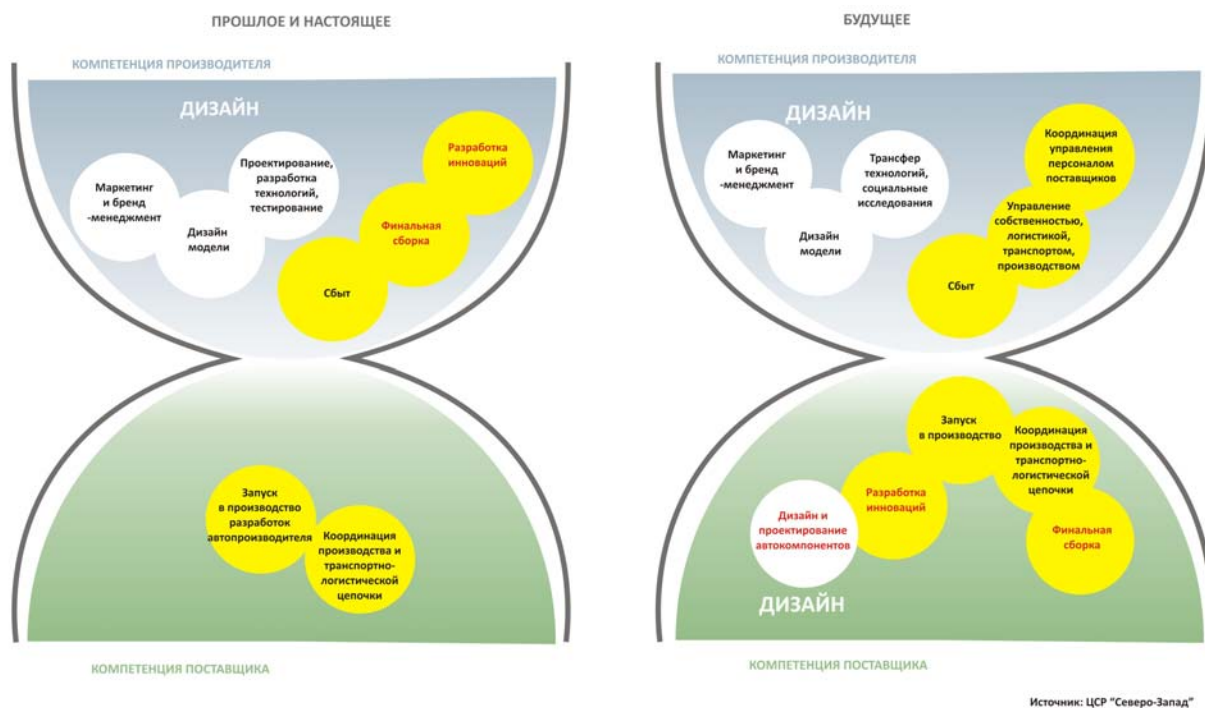 ПРОШЛОЕ И НАСТОЯЩЕЕ
КОМПЕТЕНЦИЯ ПРОИЗВОДИТЕЛЯ
ДИЗАЙН
Маркетинг
и бренд
-менеджмент
Дизайн
модели
Проектирование,
разработка
технологий,
тестирование
Разработка
инноваций
Финальная
сборка
Сбыт
Запуск
в производство
разработок
автопроизводителя
Координация
производства и
транспортно-
логистической
цепочки
КОМПЕТЕНЦИЯ ПОСТАВЩИКА
БУДУЩЕЕ
КОМПЕТЕНЦИЯ ПРОИЗВОДИТЕЛЯ
ДИЗАЙН
Маркетинг
и бренд
-менеджмент
Дизайн
модели
Трансфер
технологий,
социальные
исследования
Координация
управления
персоналом
поставщиков
Управление
собственностью,
логистикой,
транспортом,
производством
Сбыт
Запуск
в производство
Координация
производства и
транспортно-
логистической
цепочки
Разработка
инноваций
Дизайн и
проектирование
автокомпонентов
Финальная
сборка
ДИЗАЙН
КОМПЕТЕНЦИЯ ПОСТАВЩИКА
Источник: ЦСР "Северо-Запад"